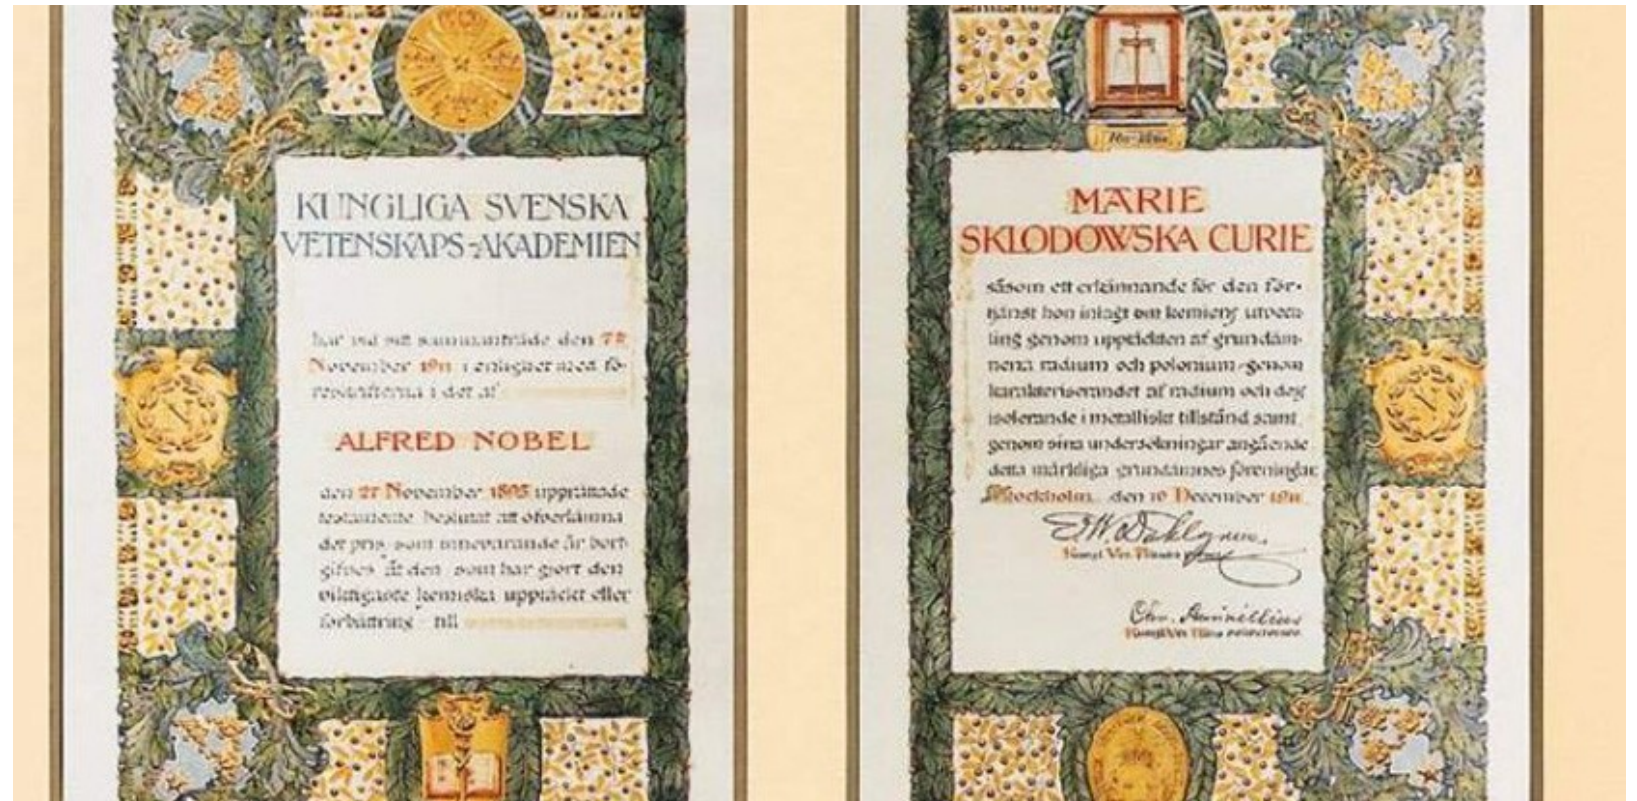 KUNGLIGA SVENSKA
VETENSKAPS-AKADEMIEN
har vid sitt sammanträde den
November 1911 i enlighet med fö-
reskrifterna i det af
ALFRED NOBEL
den 27 November 1895 upprättade
testamente beslutat att öfverlämna
det pris, som innevarande år bort-
gifves åt den som har gjort den
viktigaste kemiska upptäckt eller
förbättring till
MARIE
SKLODOWSKA CURIE
såsom ett erkännande för den för-
tjänst hon inlagt om kemiens utveck-
ling genom upptäckten af grundäm-
nena radium och polonium, genom
karakteriserandet af radium och dess
isolerande i metalliskt tillstånd samt
genom sina undersökningar angående
detta märkliga grundämnes föreningar
Stockholm den 10 December 1911